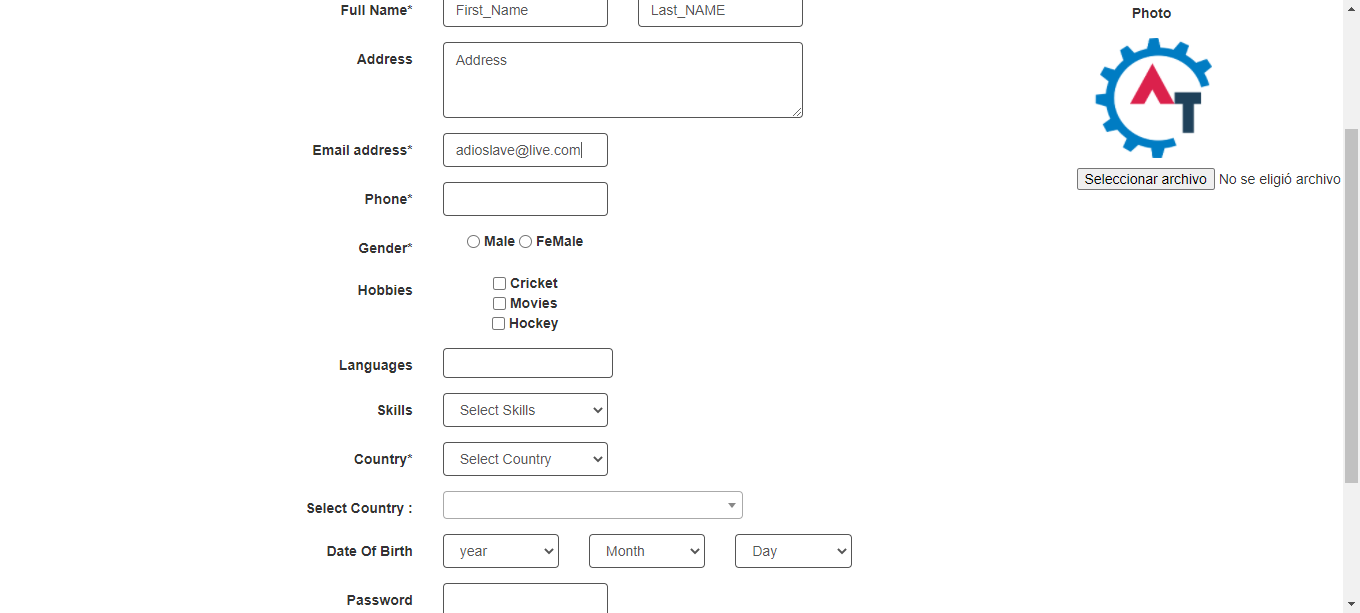 Full Name* First_Name Last_NAME
Photo
Address Address
AT
Email address* adioslave@live.com
Seleccionar archivo No se eligió archivo
Phone*
Gender* Male FeMale
Hobbies Cricket
Movies
Hockey
Languages
Skills Select Skills
Country* Select Country
Select Country :
Date Of Birth year Month Day
Password